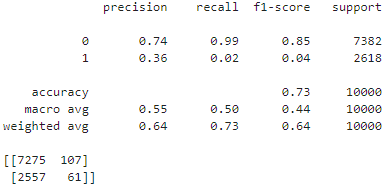 precision recall f1-score support
0 0.74 0.99 0.85 7382
1 0.36 0.02 0.04 2618
accuracy 0.73 10000
macro avg 0.55 0.50 0.44 10000
weighted avg 0.64 0.73 0.64 10000
[[7275 107]
[2557 61]]